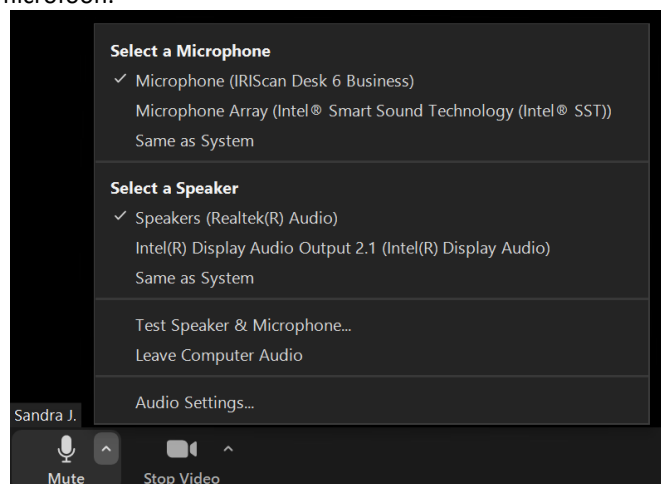 microfoon.
Select a Microphone
Microphone (IRIScan Desk 6 Business)
Microphone Array (Intel® Smart Sound Technology (Intel® SST))
Same as System
Select a Speaker
Speakers (Realtek(R) Audio)
Intel(R) Display Audio Output 2.1 (Intel(R) Display Audio)
Same as System
Test Speaker & Microphone...
Leave Computer Audio
Audio Settings...
Sandra J.
Mute
Stop Video